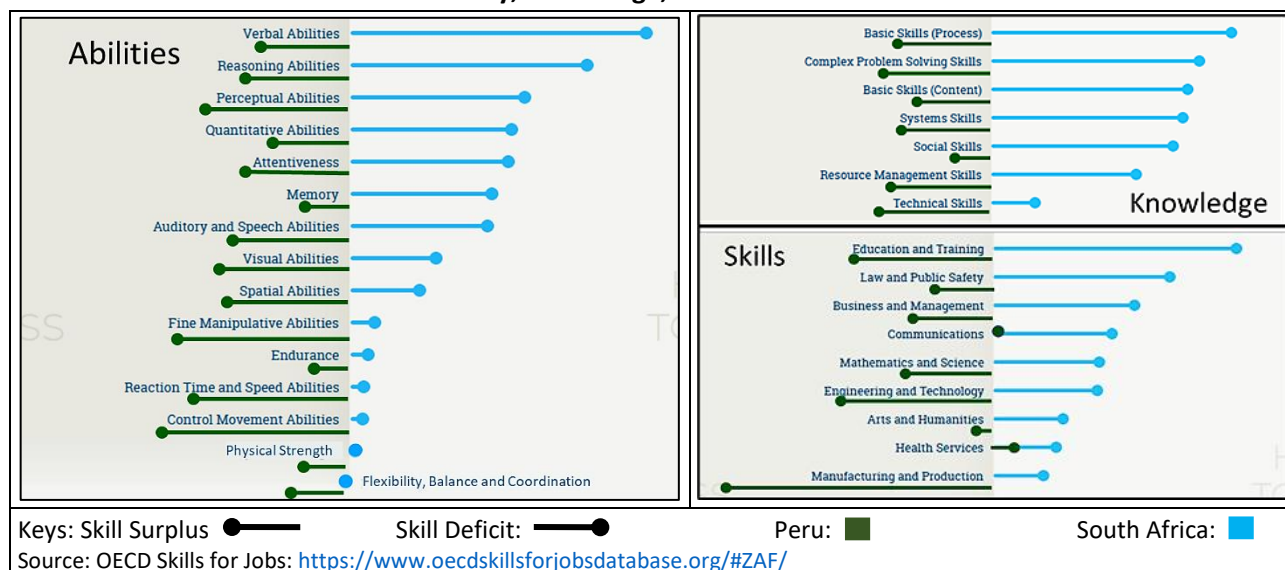 Abilities
Verbal Abilities
Reasoning Abilities
Perceptual Abilities
Quantitative Abilities
Attentiveness
Memory
Auditory and Speech Abilities
Visual Abilities
Spatial Abilities
Fine Manipulative Abilities
Endurance
Reaction Time and Speed Abilities
Control Movement Abilities
Physical Strength
Flexibility, Balance and Coordination
Basic Skills (Process)
Complex Problem Solving Skills
Basic Skills (Content)
Systems Skills
Social Skills
Resource Management Skills
Technical Skills
Knowledge
Skills
Education and Training
Law and Public Safety
Business and Management
Communications
Mathematics and Science
Engineering and Technology
Arts and Humanities
Health Services
Manufacturing and Production
Keys: Skill Surplus Skill Deficit: Peru: South Africa:
Source: OECD Skills for Jobs: https://www.oecdskillsforjobsdatabase.org/#ZAF/